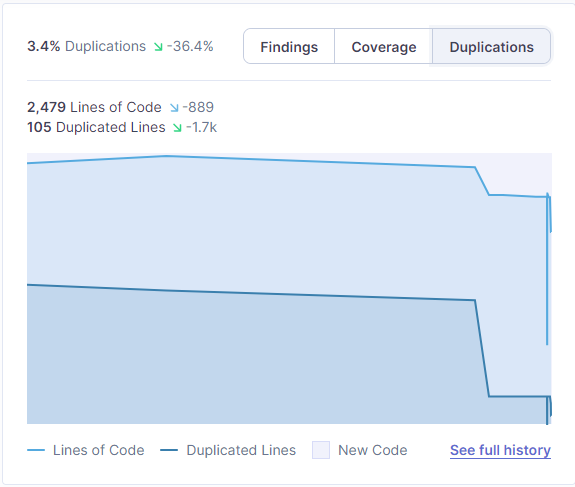 3.4% Duplications ↘ -36.4%
Findings
Coverage
Duplications
2,479 Lines of Code ↘ -889
105 Duplicated Lines ↘ -1.7k
Lines of Code
Duplicated Lines
New Code
See full history